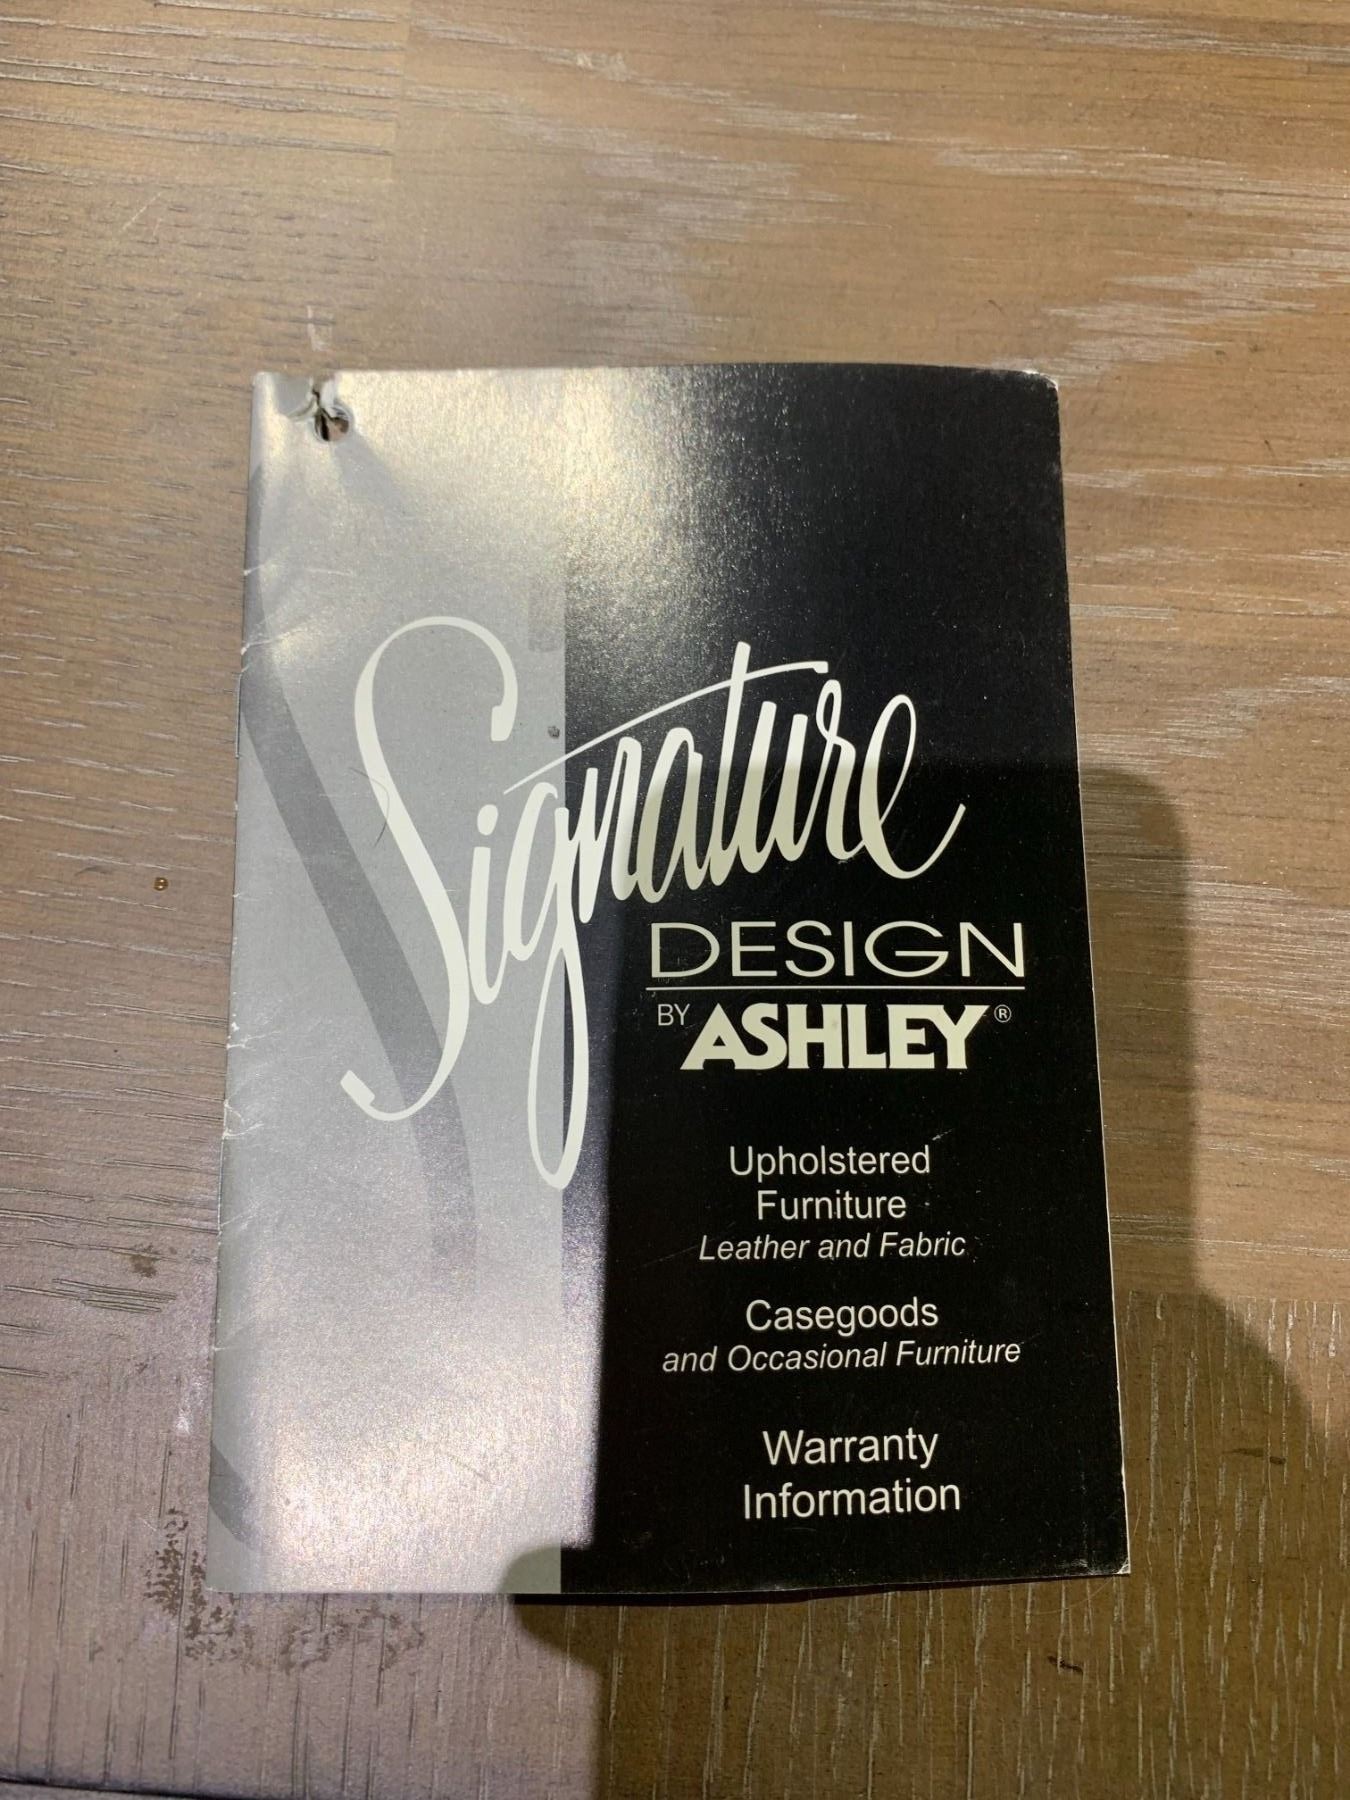 Signature
DESIGN
BY ASHLEY®
Upholstered
Furniture
Leather and Fabric
Casegoods
and Occasional Furniture
Warranty
Information